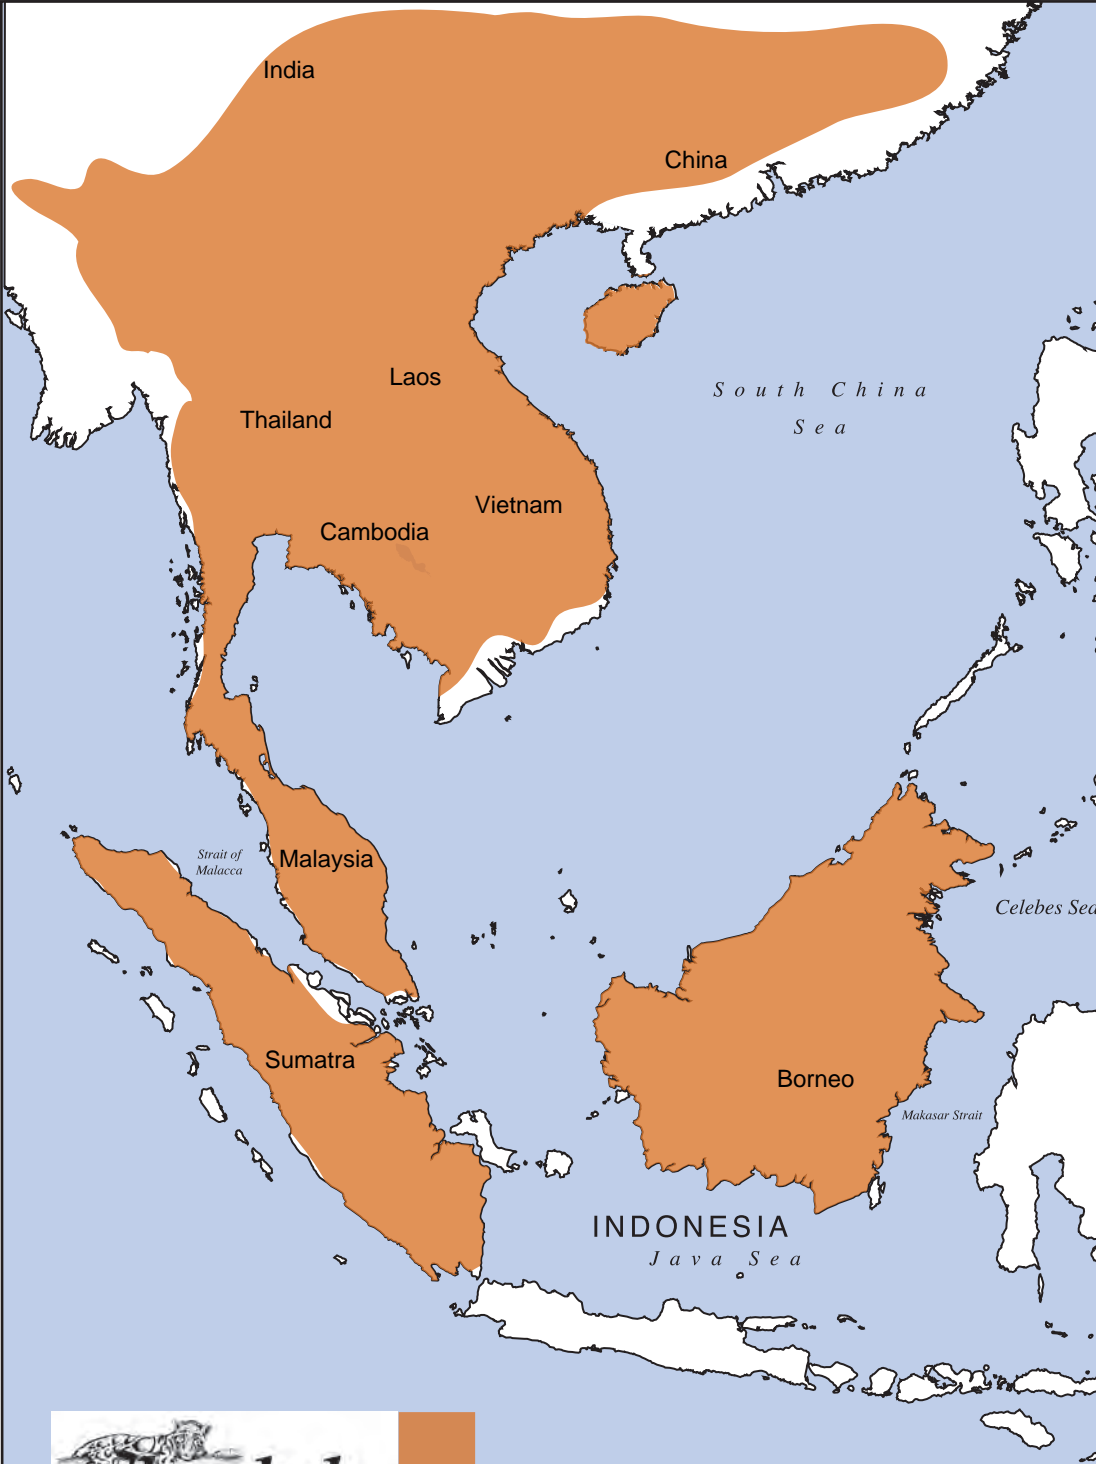 India
China
Laos
South China
Sea
Thailand
Vietnam
Cambodia
Strait of
Malacca
Malaysia
Celebes Sea
Sumatra
Borneo
Makasar Strait
INDONESIA
Java Sea